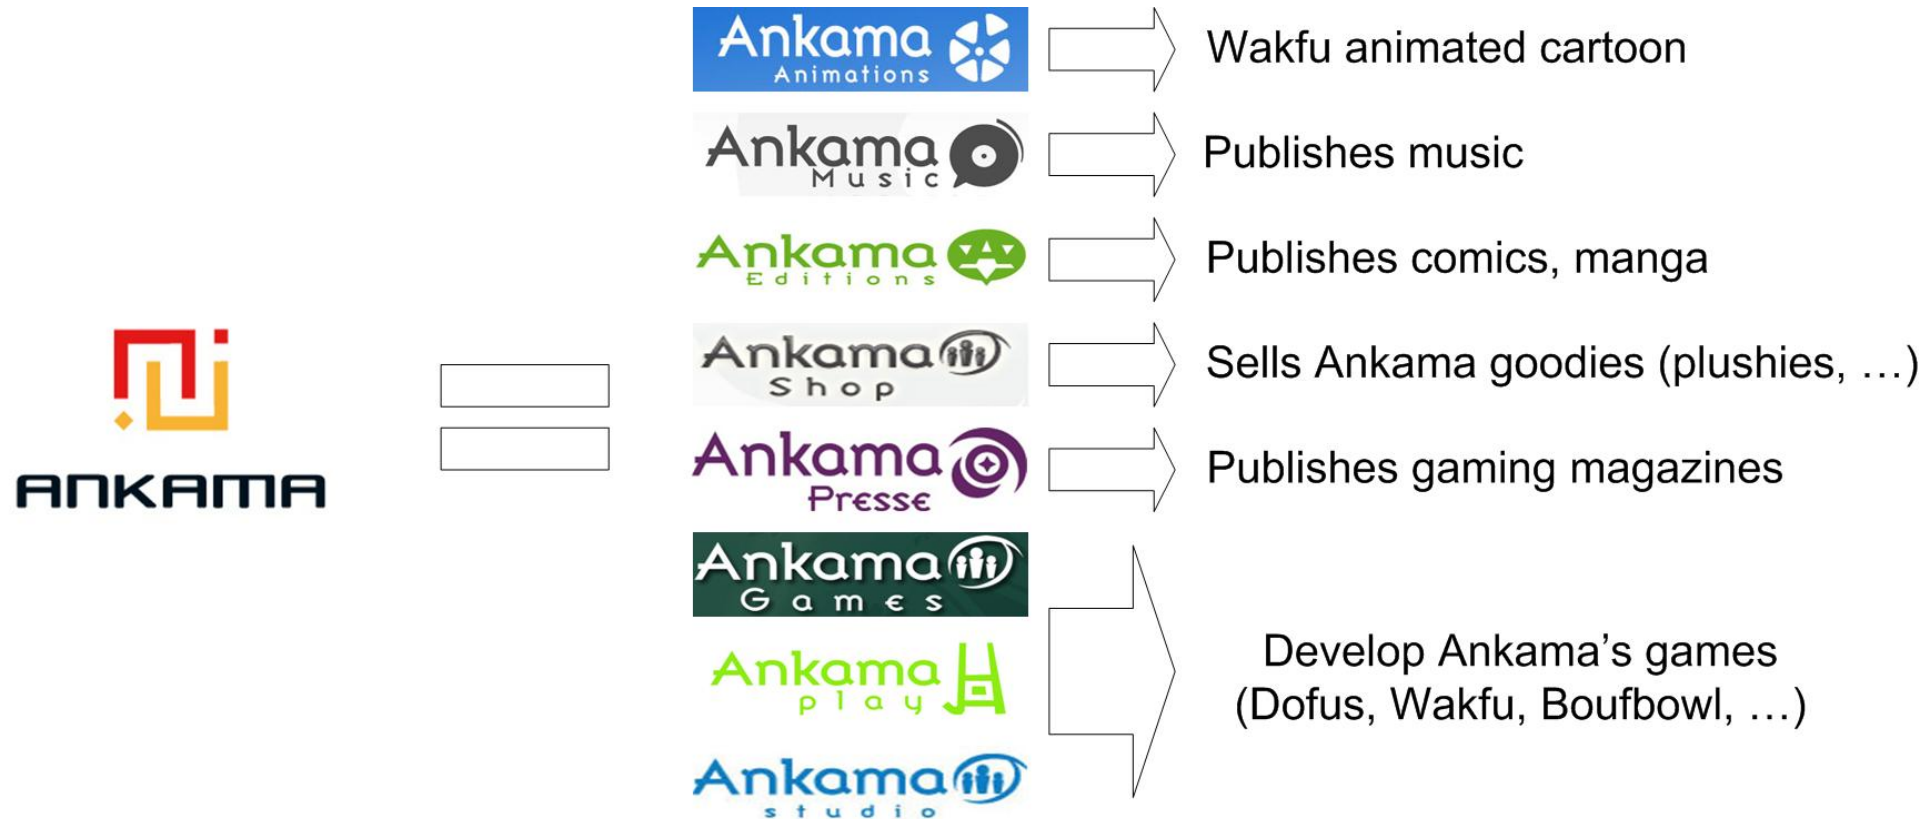 Ankama
Animations
Wakfu animated cartoon
Ankama
Music
Publishes music
Ankama
Editions
Publishes comics, manga
ANKAMA
Ankama
Shop
Sells Ankama goodies (plushies, …)
Ankama
Presse
Publishes gaming magazines
Ankama
Games
Ankama
play
Ankama
studio
Develop Ankama’s games
(Dofus, Wakfu, Boufbowl, …)